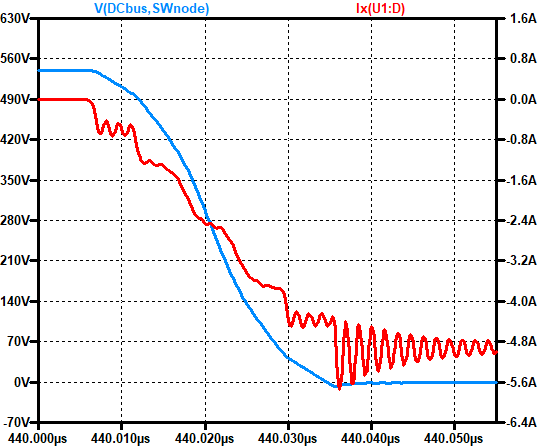 V(DCbus,SWnode) Ix(U1:D)
630V 1.6A
560V 0.8A
490V 0.0A
420V -0.8A
350V -1.6A
280V -2.4A
210V -3.2A
140V -4.0A
70V -4.8A
0V -5.6A
-70V -6.4A
440.000µs 440.010µs 440.020µs 440.030µs 440.040µs 440.050µs